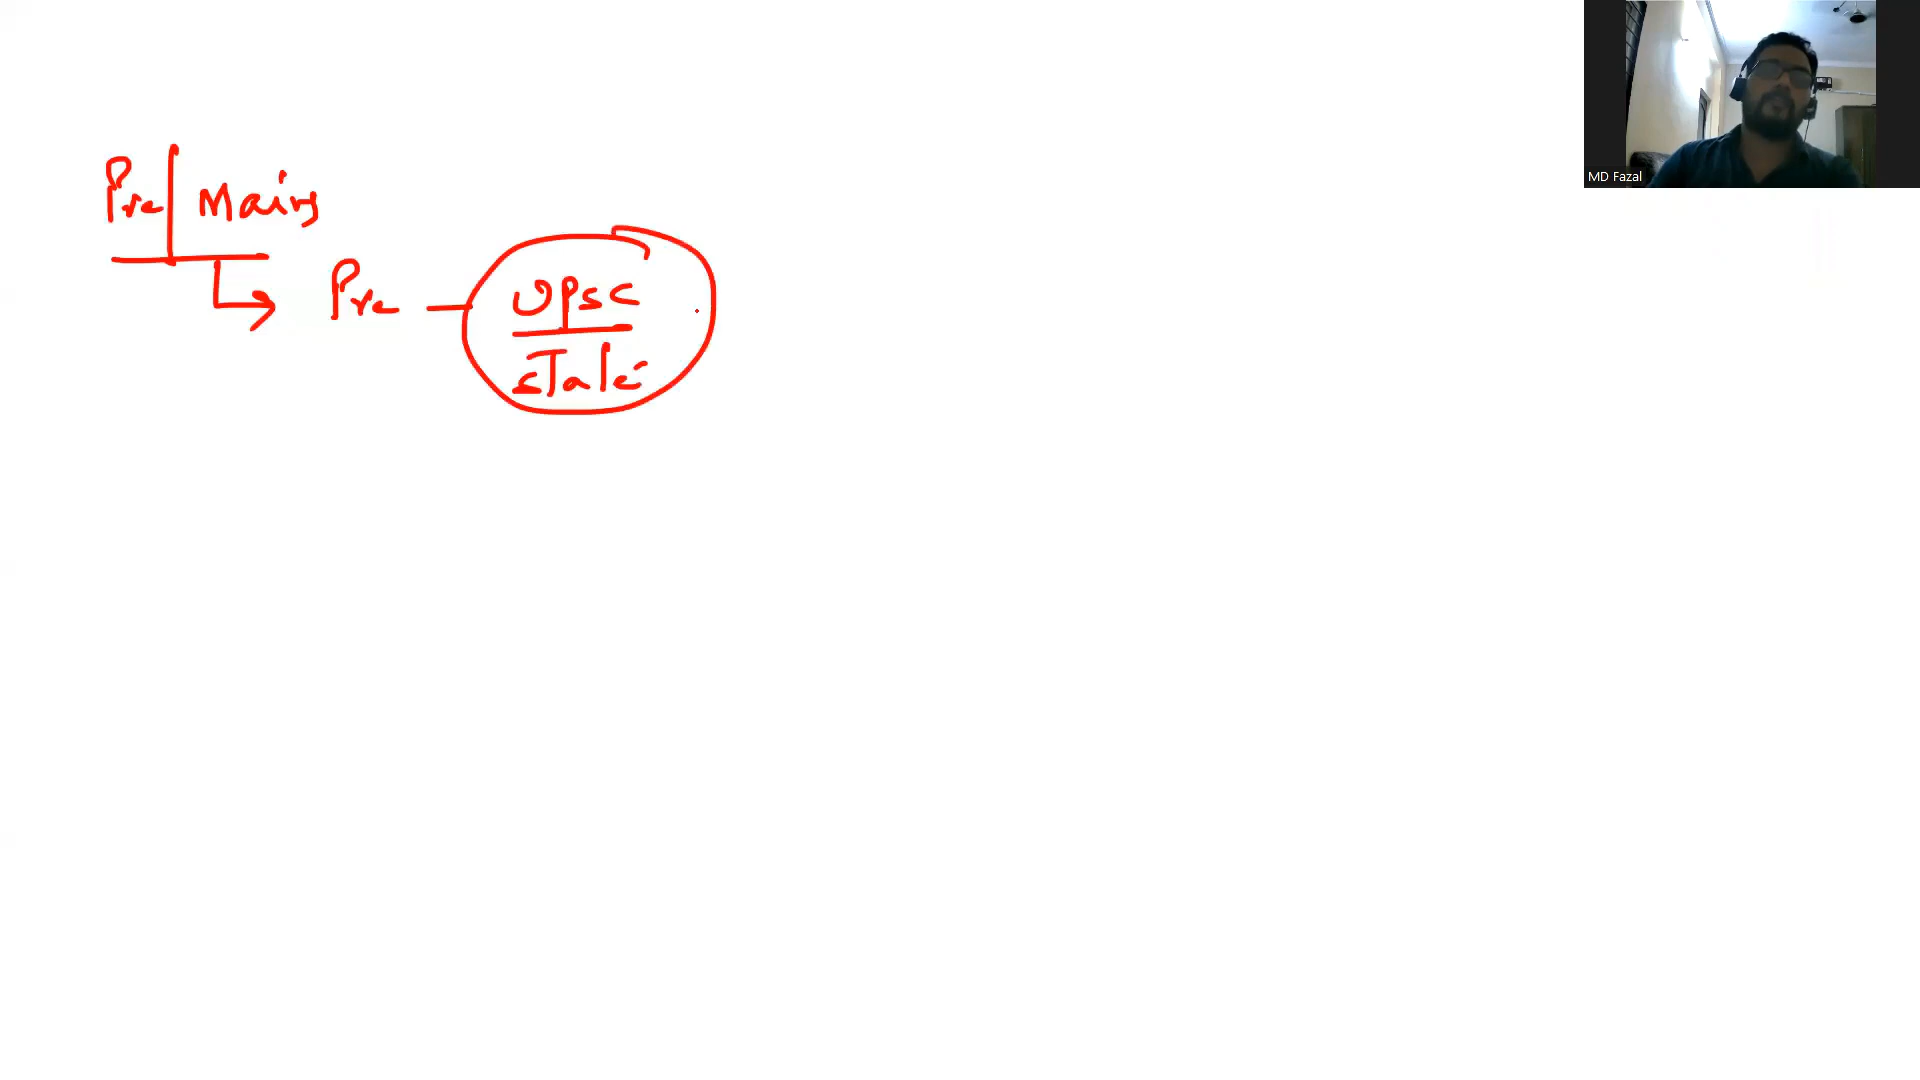 MD Fazal
Pre | Mains
Pre — UPSC
State